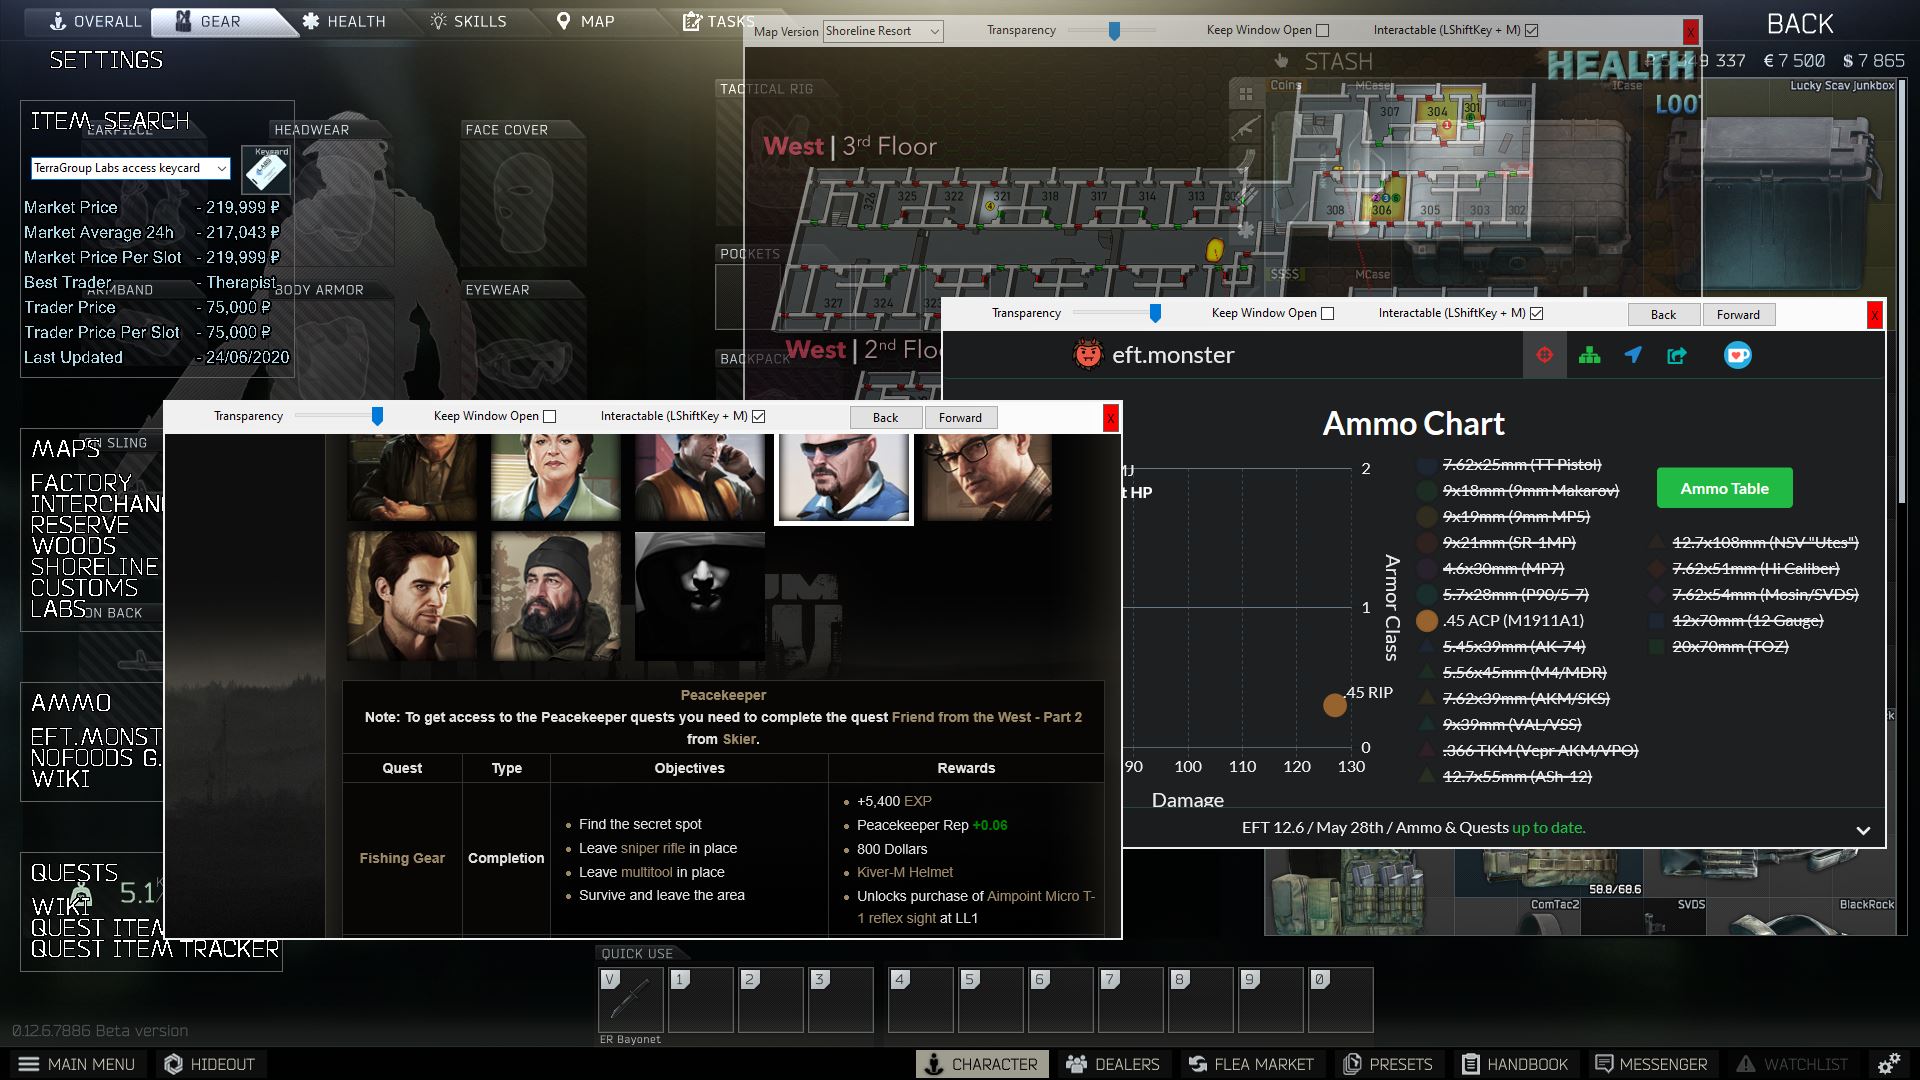 OVERALL
GEAR
HEALTH
SKILLS
MAP
TASKS
BACK
SETTINGS
Map Version
Shoreline Resort
Transparency
Keep Window Open
Interactable (LShiftKey + M)
X
337
€ 7 500
$ 7 865
STASH
HEALTH
LOO
TACTICAL RIG
Coins
MCase
ICase
Lucky Scav Junkbox
ITEM SEARCH
EARPIECE
HEADWEAR
FACE COVER
TerraGroup Labs access keycard
Keycard
West | 3rd Floor
307
304
301
326
325
322
321
318
317
314
313
308
306
305
303
302
Market Price - 219,999 ₽
Market Average 24h - 217,043 ₽
Market Price Per Slot - 219,999 ₽
Best Trader - Therapist
Trader Price - 75,000 ₽
Trader Price Per Slot - 75,000 ₽
Last Updated - 24/06/2020
ARMBAND
BODY ARMOR
EYEWEAR
POCKETS
BACKPACK
SSSS
MCase
327
324
323
West | 2nd Floo
Transparency
Keep Window Open
Interactable (LShiftKey + M)
Back
Forward
X
eft.monster
Ammo Chart
Transparency
Keep Window Open
Interactable (LShiftKey + M)
Back
Forward
X
MAPS
ON SLING
FACTORY
INTERCHAN
RESERVE
WOODS
SHORELINE
CUSTOMS
LABS
ON BACK
AMMO
EFT.MONST
NOFOODS G.
WIKI
QUESTS
5.1
WIKI
QUEST ITEM
QUEST ITEM TRACKER
Peacekeeper
Note: To get access to the Peacekeeper quests you need to complete the quest Friend from the West - Part 2
from Skier.
Quest
Type
Objectives
Rewards
Fishing Gear
Completion
Find the secret spot
Leave sniper rifle in place
Leave multitool in place
Survive and leave the area
+5,400 EXP
Peacekeeper Rep +0.06
800 Dollars
Kiver-M Helmet
Unlocks purchase of Aimpoint Micro T-
1 reflex sight at LL1
t HP
2
1
0
Armor Class
.45 RIP
90
100
110
120
130
Damage
7.62x25mm (TT Pistol)
9x18mm (9mm Makarov)
9x19mm (9mm MP5)
9x21mm (SR-1MP)
4.6x30mm (MP7)
5.7x28mm (P90/5-7)
.45 ACP (M1911A1)
5.45x39mm (AK-74)
5.56x45mm (M4/MDR)
7.62x39mm (AKM/SKS)
9x39mm (VAL/VSS)
.366 TKM (Vepr AKM/VPO)
12.7x55mm (ASh-12)
Ammo Table
12.7x108mm (NSV "Utes")
7.62x51mm (Hi Caliber)
7.62x54mm (Mosin/SVDS)
12x70mm (12 Gauge)
20x70mm (TOZ)
EFT 12.6 / May 28th / Ammo & Quests up to date.
58.8/68.6
ComTac2
SVDS
BlackRock
QUICK USE
V
1
2
3
4
5
6
7
8
9
0
ER Bayonet
0.12.6.7886 Beta version
MAIN MENU
HIDEOUT
CHARACTER
DEALERS
FLEA MARKET
PRESETS
HANDBOOK
MESSENGER
WATCHLIST